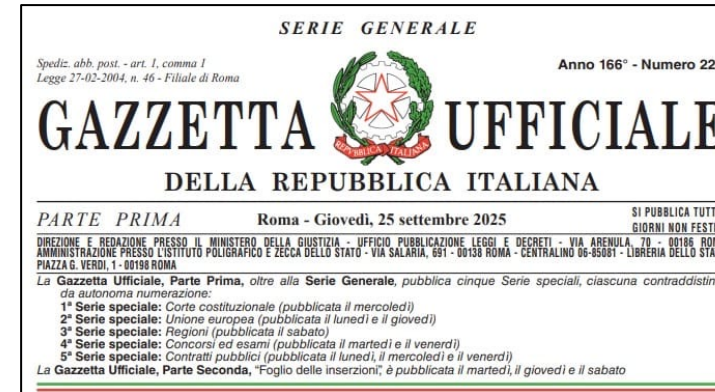 SERIE GENERALE
Spediz. abb. post. - art. 1, comma 1
Legge 27-02-2004, n. 46 - Filiale di Roma
Anno 166° - Numero 22
GAZZETTA UFFICIALE
REPVBBLICA ITALIANA
DELLA REPUBBLICA ITALIANA
PARTE PRIMA
Roma - Giovedì, 25 settembre 2025
SI PUBBLICA TUTT
GIORNI NON FESTI
DIREZIONE E REDAZIONE PRESSO IL MINISTERO DELLA GIUSTIZIA - UFFICIO PUBBLICAZIONE LEGGI E DECRETI - VIA ARENULA, 70 - 00186 ROM
AMMINISTRAZIONE PRESSO L'ISTITUTO POLIGRAFICO E ZECCA DELLO STATO - VIA SALARIA, 691 - 00138 ROMA - CENTRALINO 06-85081 - LIBRERIA DELLO STA
PIAZZA G. VERDI, 1 - 00198 ROMA
La Gazzetta Ufficiale, Parte Prima, oltre alla Serie Generale, pubblica cinque Serie speciali, ciascuna contraddistin
da autonoma numerazione:
1ª Serie speciale: Corte costituzionale (pubblicata il mercoledì)
2ª Serie speciale: Unione europea (pubblicata il lunedì e il giovedì)
3ª Serie speciale: Regioni (pubblicata il sabato)
4ª Serie speciale: Concorsi ed esami (pubblicata il martedì e il venerdì)
5ª Serie speciale: Contratti pubblici (pubblicata il lunedì, il mercoledì e il venerdì)
La Gazzetta Ufficiale, Parte Seconda, “Foglio delle inserzioni”, è pubblicata il martedì, il giovedì e il sabato